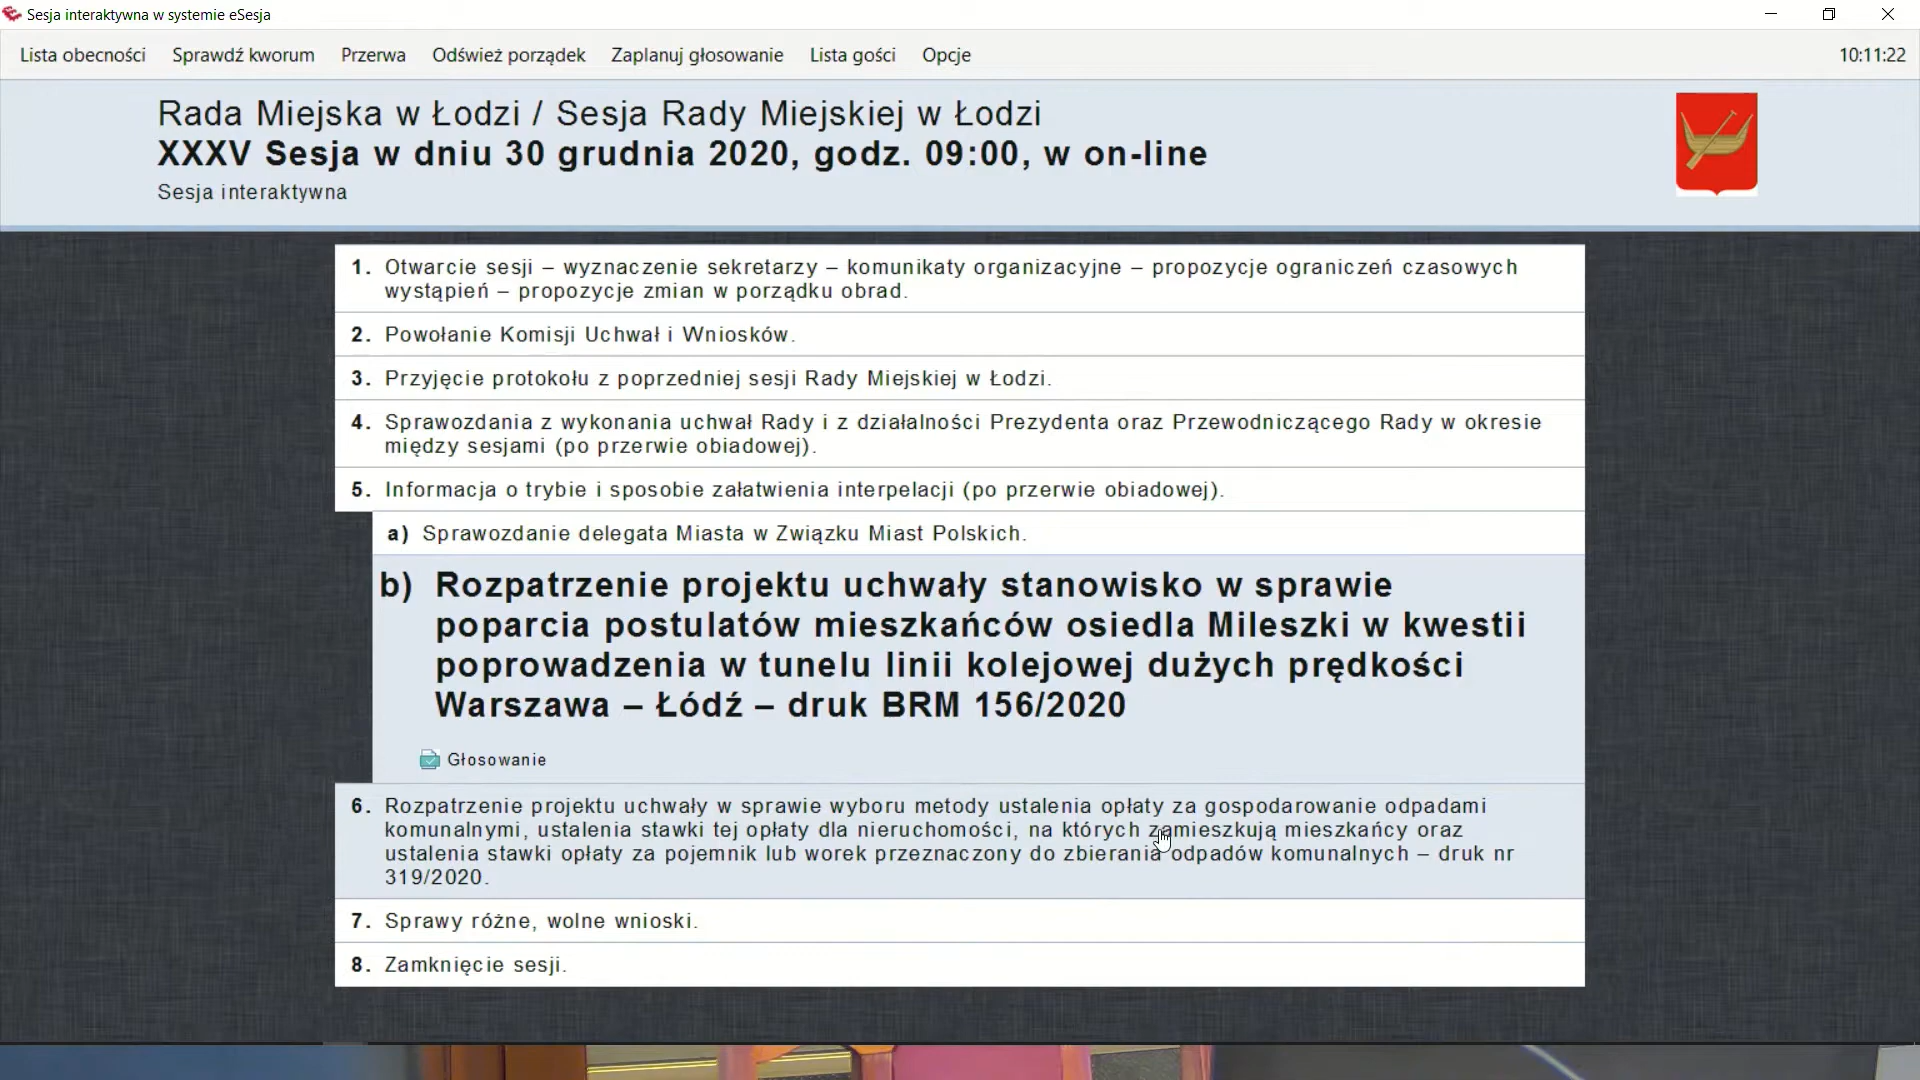 Sesja interaktywna w systemie eSesja
Lista obecności Sprawdź kworum Przerwa Odśwież porządek Zaplanuj głosowanie Lista gości Opcje 10:11:22
Rada Miejska w Łodzi / Sesja Rady Miejskiej w Łodzi
XXXV Sesja w dniu 30 grudnia 2020, godz. 09:00, w on-line
Sesja interaktywna
1. Otwarcie sesji – wyznaczenie sekretarzy – komunikaty organizacyjne – propozycje ograniczeń czasowych
wystąpień – propozycje zmian w porządku obrad.
2. Powołanie Komisji Uchwał i Wniosków.
3. Przyjęcie protokołu z poprzedniej sesji Rady Miejskiej w Łodzi.
4. Sprawozdania z wykonania uchwał Rady i z działalności Prezydenta oraz Przewodniczącego Rady w okresie
między sesjami (po przerwie obiadowej).
5. Informacja o trybie i sposobie załatwienia interpelacji (po przerwie obiadowej).
a) Sprawozdanie delegata Miasta w Związku Miast Polskich.
b) Rozpatrzenie projektu uchwały stanowisko w sprawie
poparcia postulatów mieszkańców osiedla Mileszki w kwestii
poprowadzenia w tunelu linii kolejowej dużych prędkości
Warszawa – Łódź – druk BRM 156/2020
Głosowanie
6. Rozpatrzenie projektu uchwały w sprawie wyboru metody ustalenia opłaty za gospodarowanie odpadami
komunalnymi, ustalenia stawki tej opłaty dla nieruchomości, na których zamieszkują mieszkańcy oraz
ustalenia stawki opłaty za pojemnik lub worek przeznaczony do zbierania odpadów komunalnych – druk nr
319/2020.
7. Sprawy różne, wolne wnioski.
8. Zamknięcie sesji.